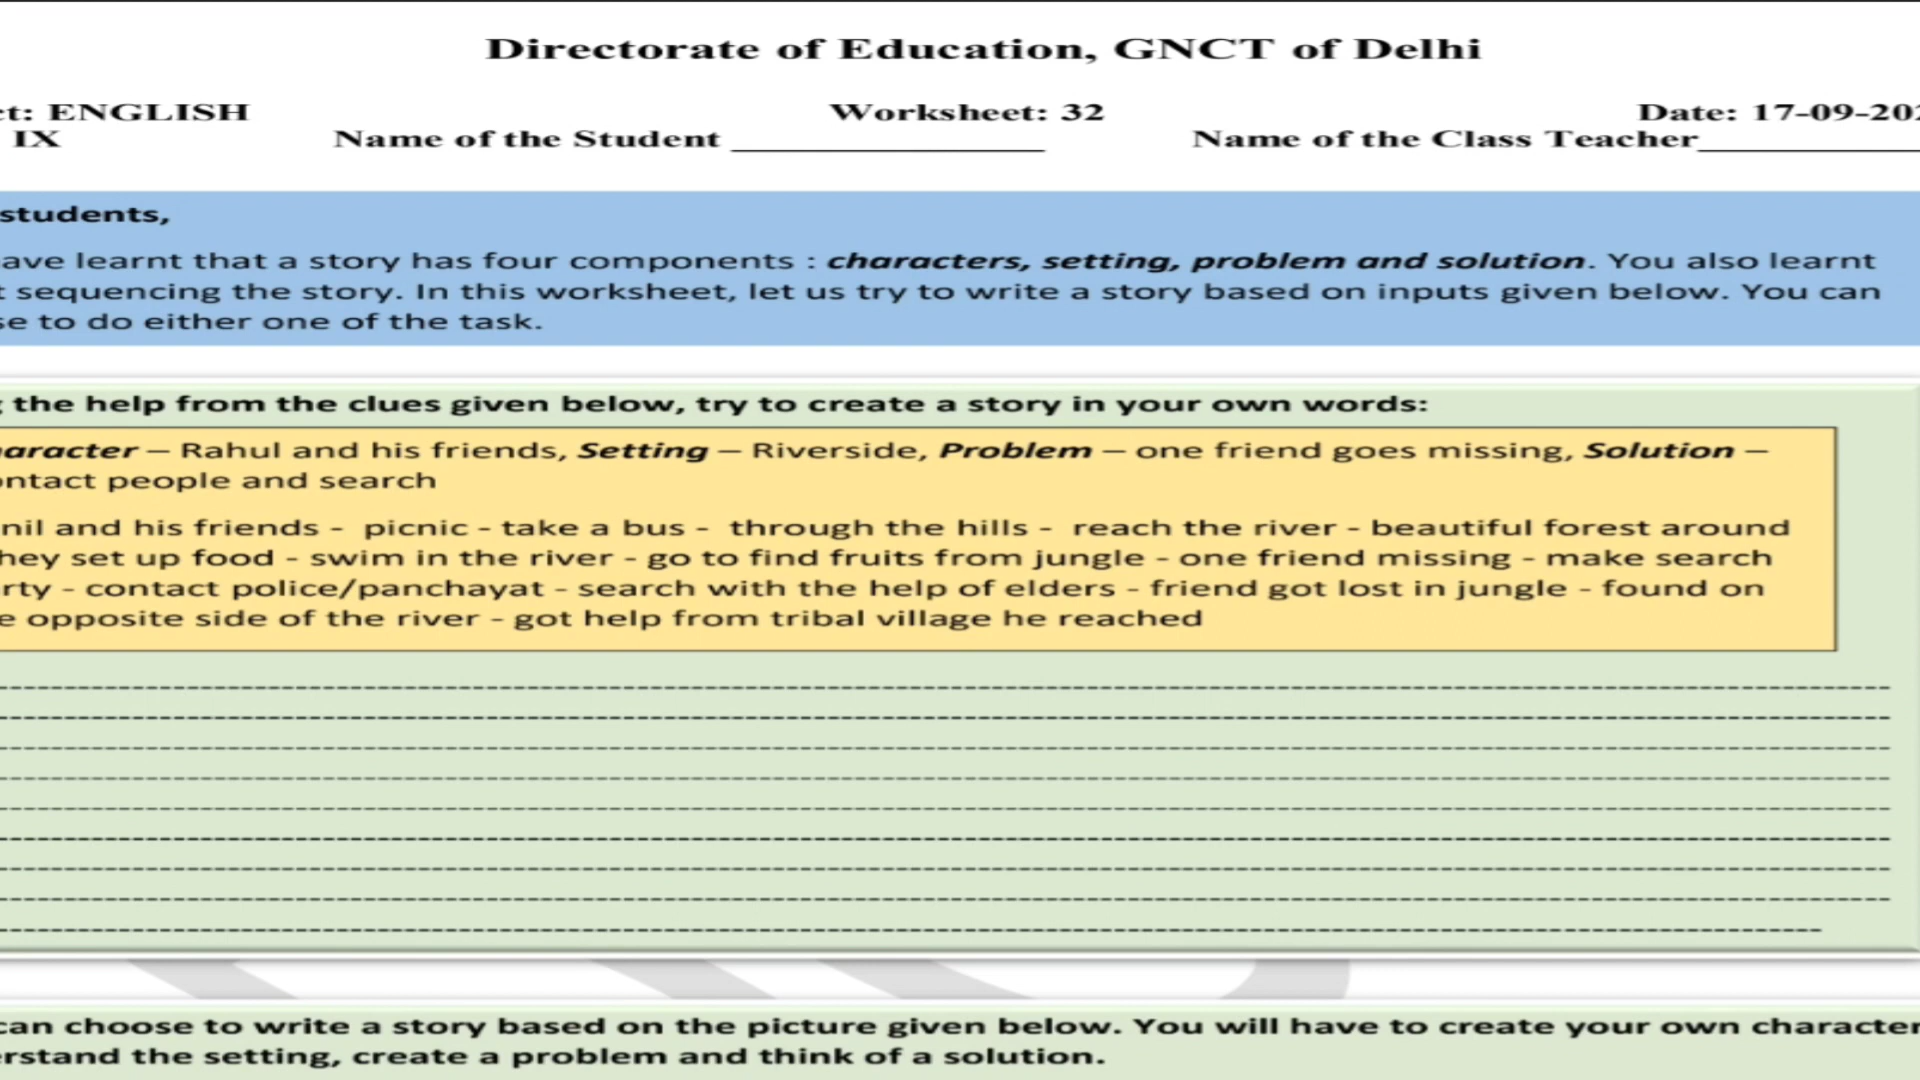 Directorate of Education, GNCT of Delhi
ct: ENGLISH Worksheet: 32 Date: 17-09-202
IX Name of the Student _______________ Name of the Class Teacher___________
students,
ave learnt that a story has four components : characters, setting, problem and solution. You also learnt
t sequencing the story. In this worksheet, let us try to write a story based on inputs given below. You can
se to do either one of the task.
g the help from the clues given below, try to create a story in your own words:
aracter – Rahul and his friends, Setting – Riverside, Problem – one friend goes missing, Solution –
ontact people and search
nil and his friends - picnic - take a bus - through the hills - reach the river - beautiful forest around
hey set up food - swim in the river - go to find fruits from jungle - one friend missing - make search
rty - contact police/panchayat - search with the help of elders - friend got lost in jungle - found on
e opposite side of the river - got help from tribal village he reached
can choose to write a story based on the picture given below. You will have to create your own character
erstand the setting, create a problem and think of a solution.